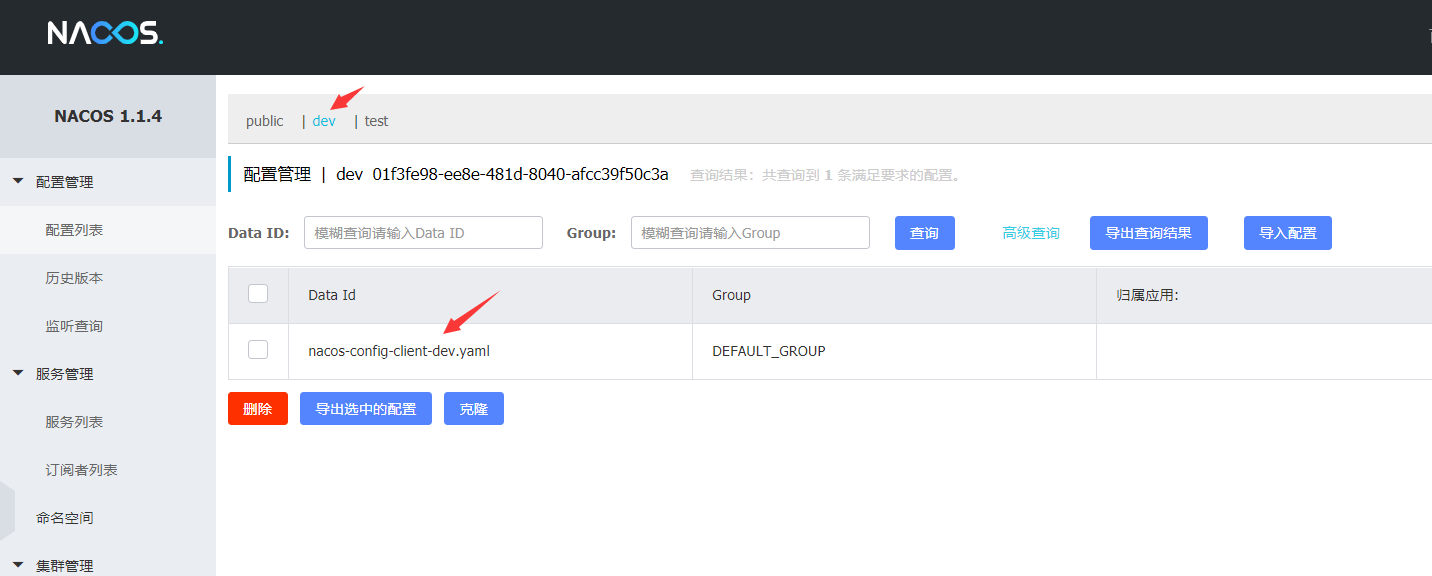 NACOS.
NACOS 1.1.4
配置管理
配置列表
历史版本
监听查询
服务管理
服务列表
订阅者列表
命名空间
集群管理
public | dev | test
配置管理 | dev 01f3fe98-ee8e-481d-8040-afcc39f50c3a 查询结果：共查询到 1 条满足要求的配置。
Data ID: 模糊查询请输入Data ID Group: 模糊查询请输入Group 查询 高级查询 导出查询结果 导入配置
Data Id Group 归属应用:
nacos-config-client-dev.yaml DEFAULT_GROUP
删除 导出选中的配置 克隆